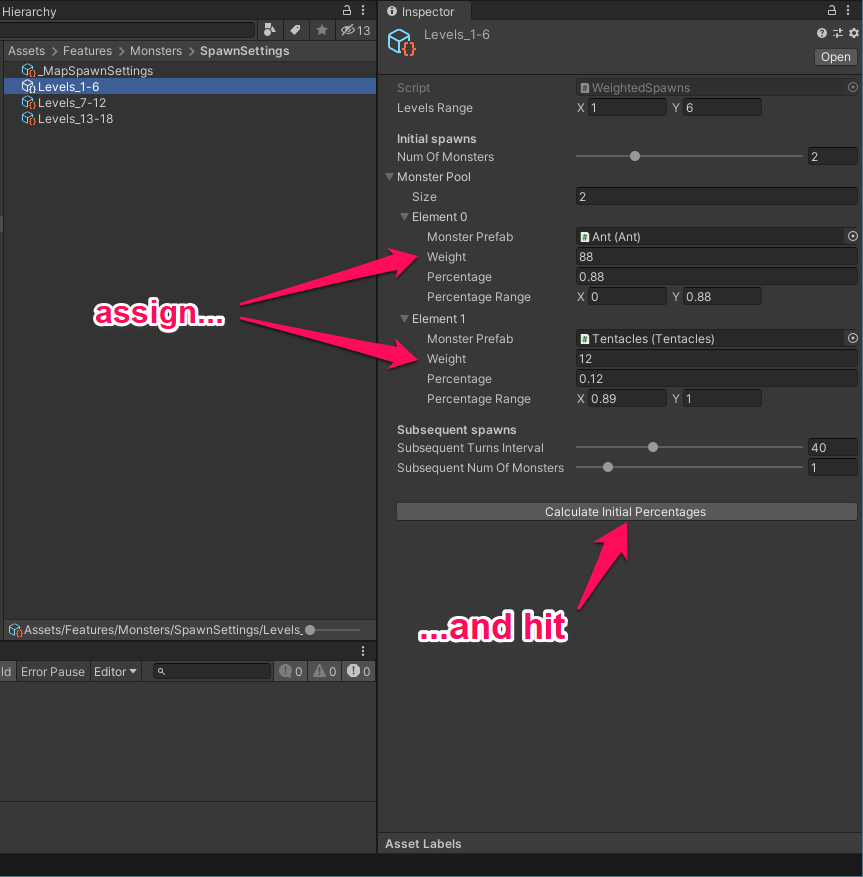 Hierarchy
13
Assets > Features > Monsters > SpawnSettings
_MapSpawnSettings
Levels_1-6
Levels_7-12
Levels_13-18
Assets/Features/Monsters/SpawnSettings/Levels_
ld Error Pause Editor 0 0 0
Inspector
Levels_1-6
Open
Script # WeightedSpawns
Levels Range X 1 Y 6
Initial spawns
Num Of Monsters 2
Monster Pool
Size 2
Element 0
Monster Prefab # Ant (Ant)
Weight 88
Percentage 0.88
Percentage Range X 0 Y 0.88
Element 1
Monster Prefab # Tentacles (Tentacles)
Weight 12
Percentage 0.12
Percentage Range X 0.89 Y 1
Subsequent spawns
Subsequent Turns Interval 40
Subsequent Num Of Monsters 1
Calculate Initial Percentages
assign...
...and hit
Asset Labels